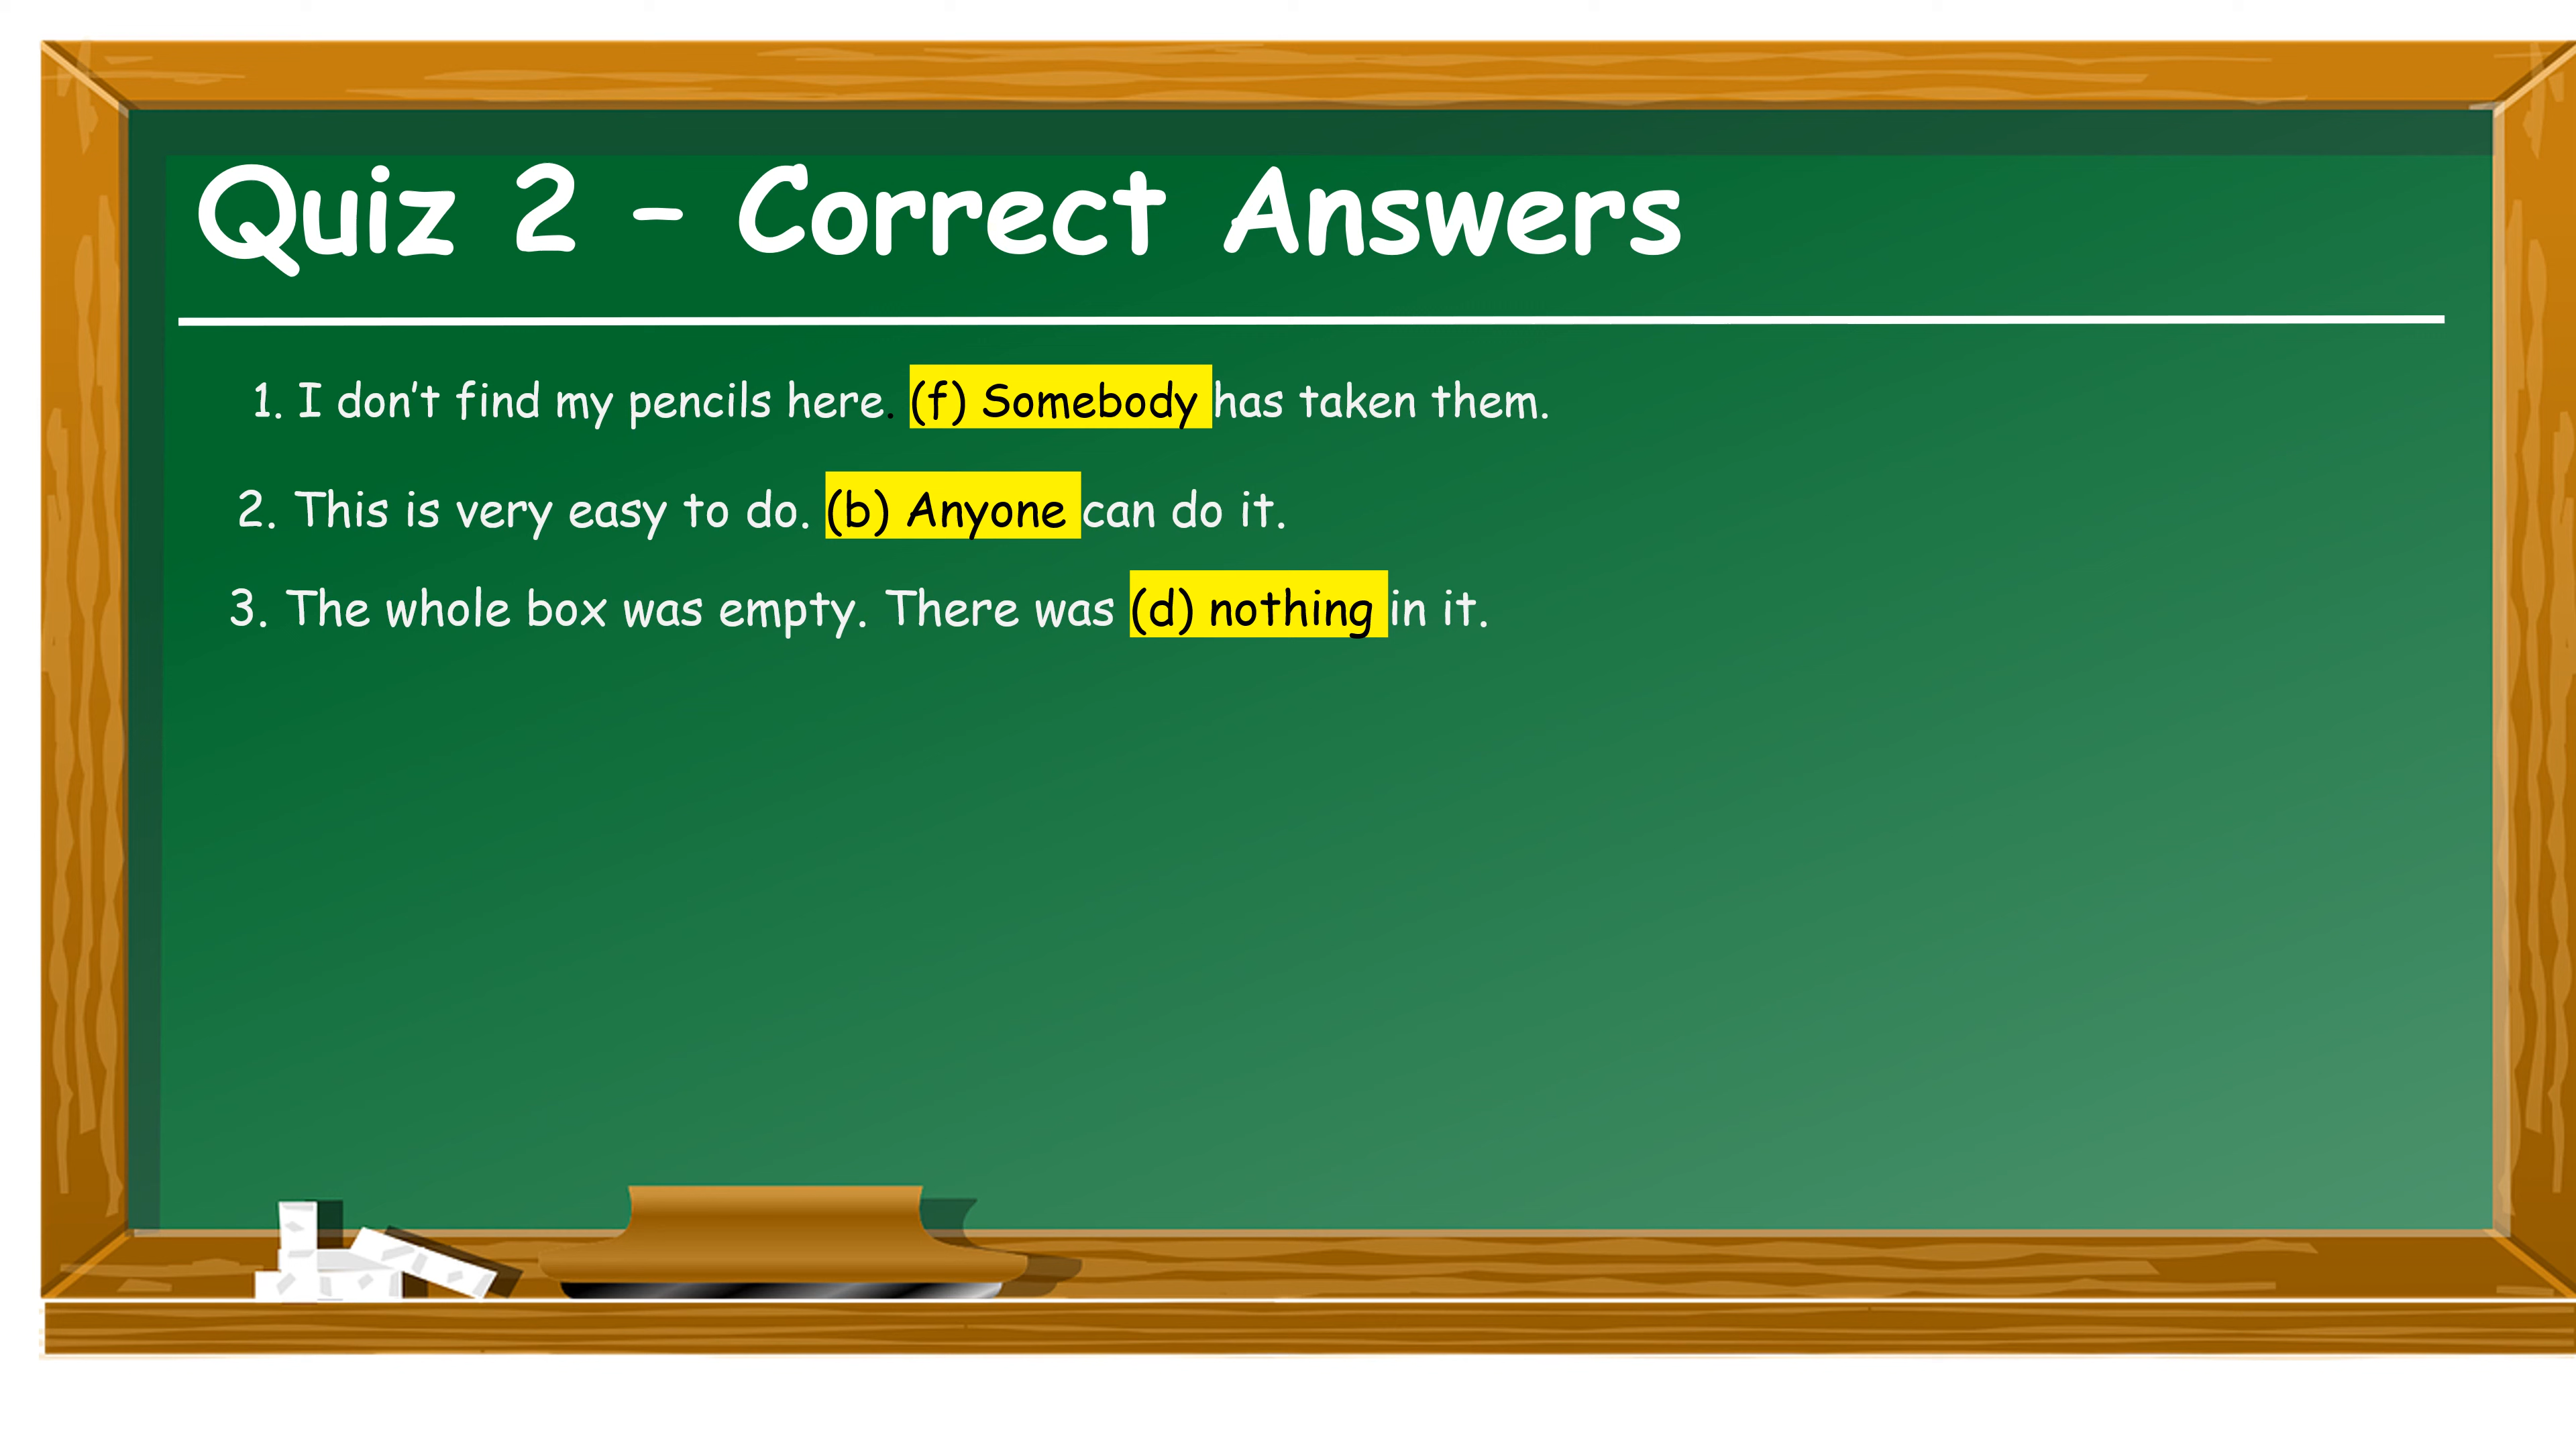 Quiz 2 – Correct Answers
1. I don't find my pencils here. (f) Somebody has taken them.
2. This is very easy to do. (b) Anyone can do it.
3. The whole box was empty. There was (d) nothing in it.